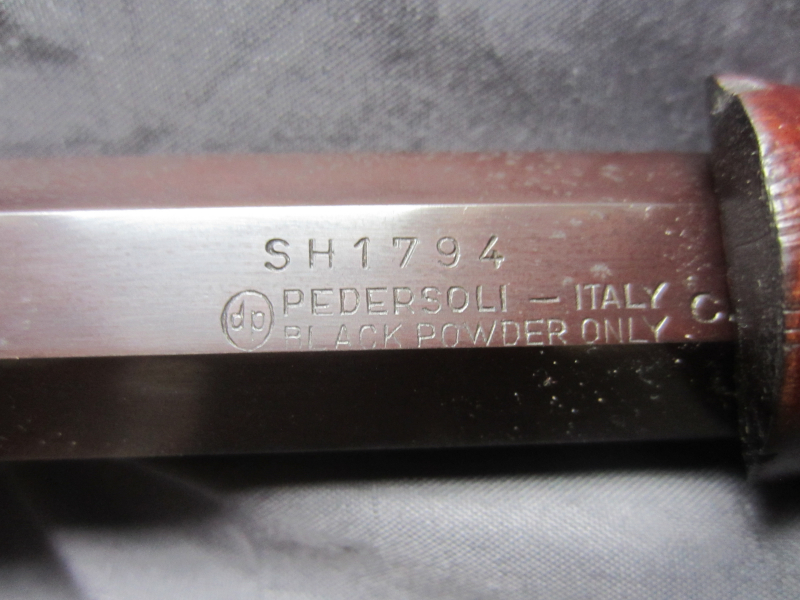 SH1794
dp PEDERSOLI — ITALY C
BLACK POWDER ONLY